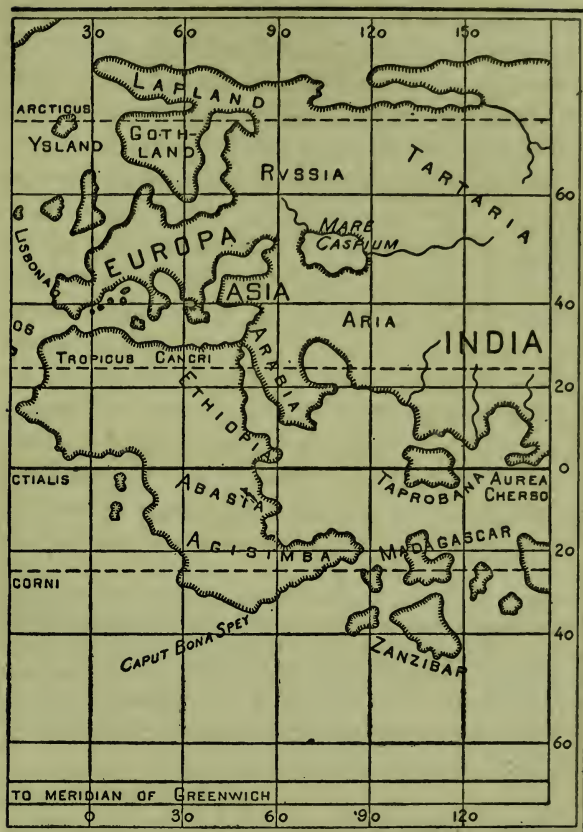 30 60 90 120 150
LAPLAND
ARCTICUS
GOTH-
LAND
YSLAND
RVSSIA
TARTARIA
60
MARE
CASPIUM
LISBONA
EUROPA
ASIA
40
ARIA
INDIA
TROPICUS CANCRI
ARABIA
20
ETHIOPIA
0
CTIALIS
TAPROBANA
AUREA
CHERSO
ABASIA
AGISIMBA
MADAGASCAR
20
CORNI
CAPUT BONA SPEY
ZANZIBAR
40
60
TO MERIDIAN OF GREENWICH
0 30 60 90 120